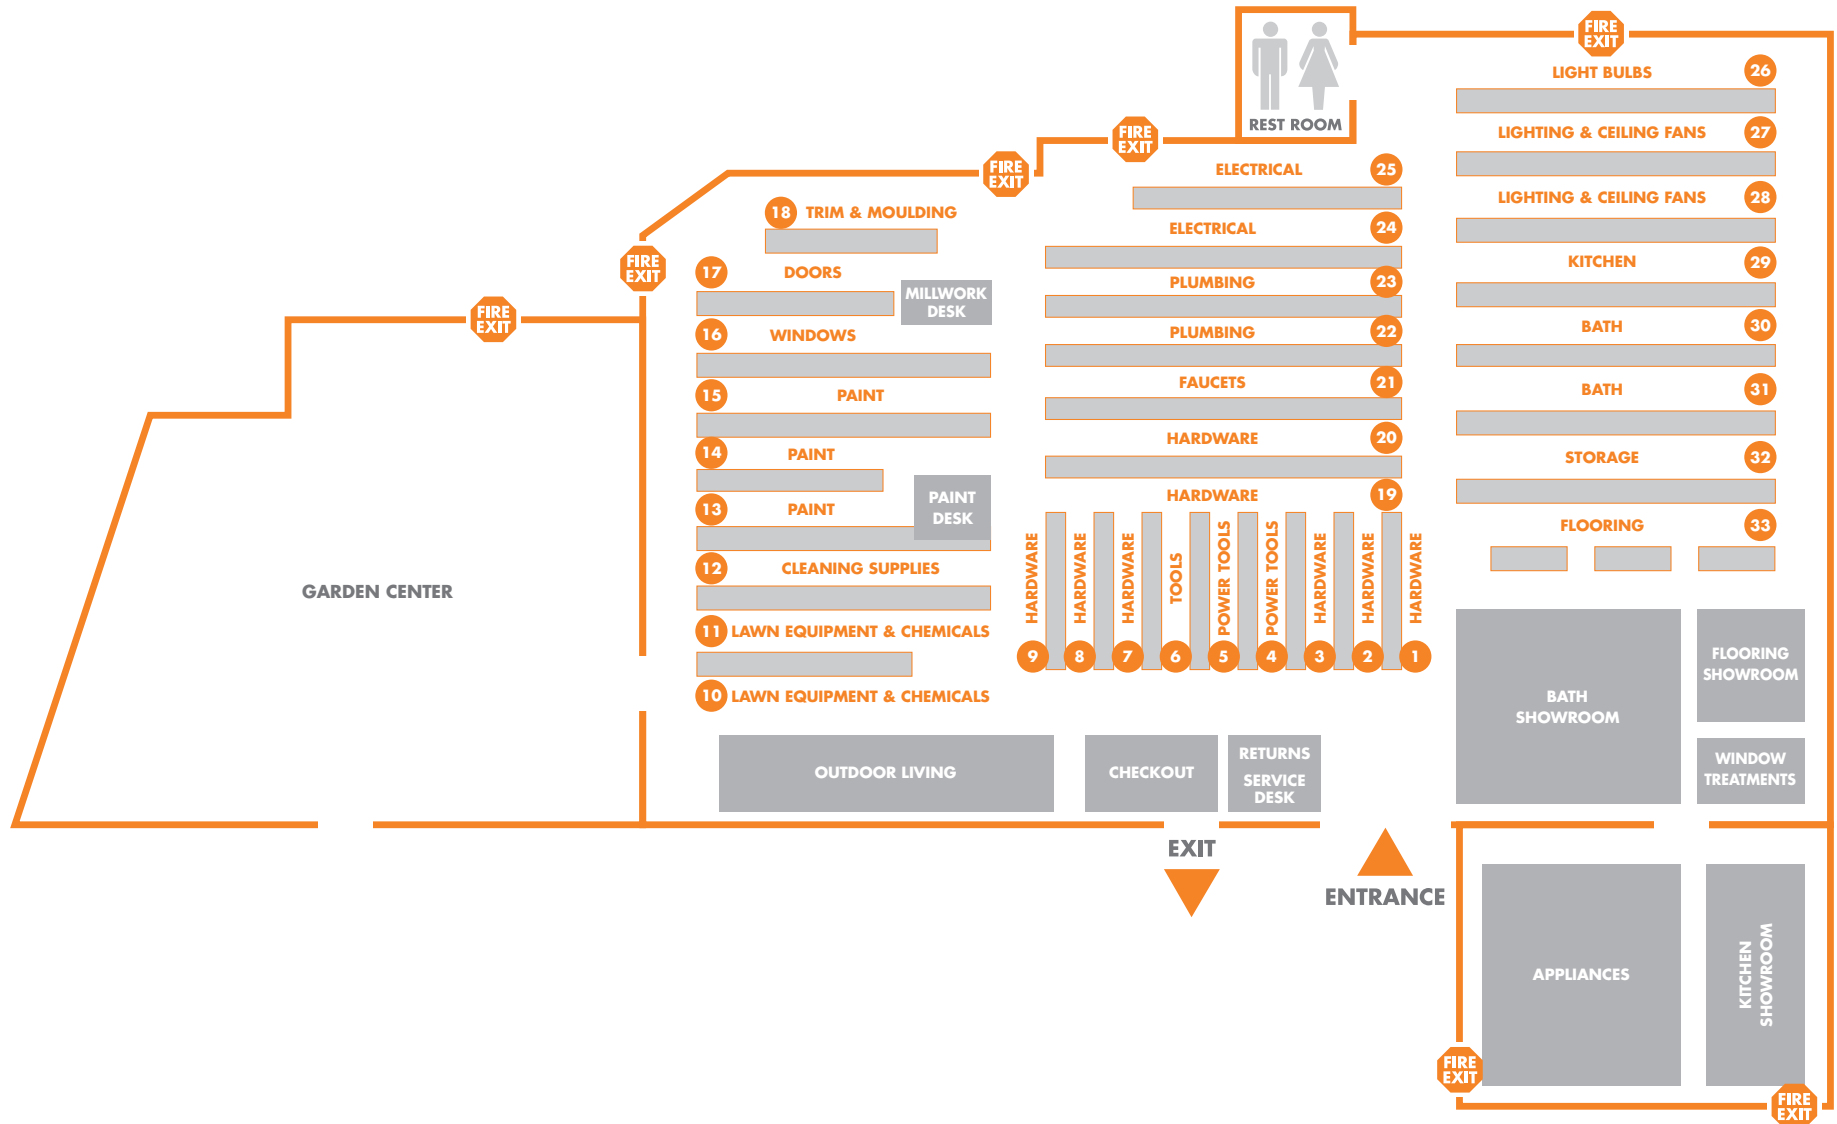 FIRE
EXIT
REST ROOM
FIRE
EXIT
FIRE
EXIT
FIRE
EXIT
FIRE
EXIT
18 TRIM & MOULDING
17 DOORS
MILLWORK
DESK
16 WINDOWS
15 PAINT
14 PAINT
PAINT
DESK
13 PAINT
12 CLEANING SUPPLIES
11 LAWN EQUIPMENT & CHEMICALS
10 LAWN EQUIPMENT & CHEMICALS
GARDEN CENTER
ELECTRICAL 25
ELECTRICAL 24
PLUMBING 23
PLUMBING 22
FAUCETS 21
HARDWARE 20
HARDWARE 19
HARDWARE 9
HARDWARE 8
HARDWARE 7
TOOLS 6
POWER TOOLS 5
POWER TOOLS 4
HARDWARE 3
HARDWARE 2
HARDWARE 1
LIGHT BULBS 26
LIGHTING & CEILING FANS 27
LIGHTING & CEILING FANS 28
KITCHEN 29
BATH 30
BATH 31
STORAGE 32
FLOORING 33
BATH
SHOWROOM
FLOORING
SHOWROOM
WINDOW
TREATMENTS
OUTDOOR LIVING
CHECKOUT
RETURNS
SERVICE
DESK
EXIT
ENTRANCE
APPLIANCES
KITCHEN
SHOWROOM
FIRE
EXIT
FIRE
EXIT